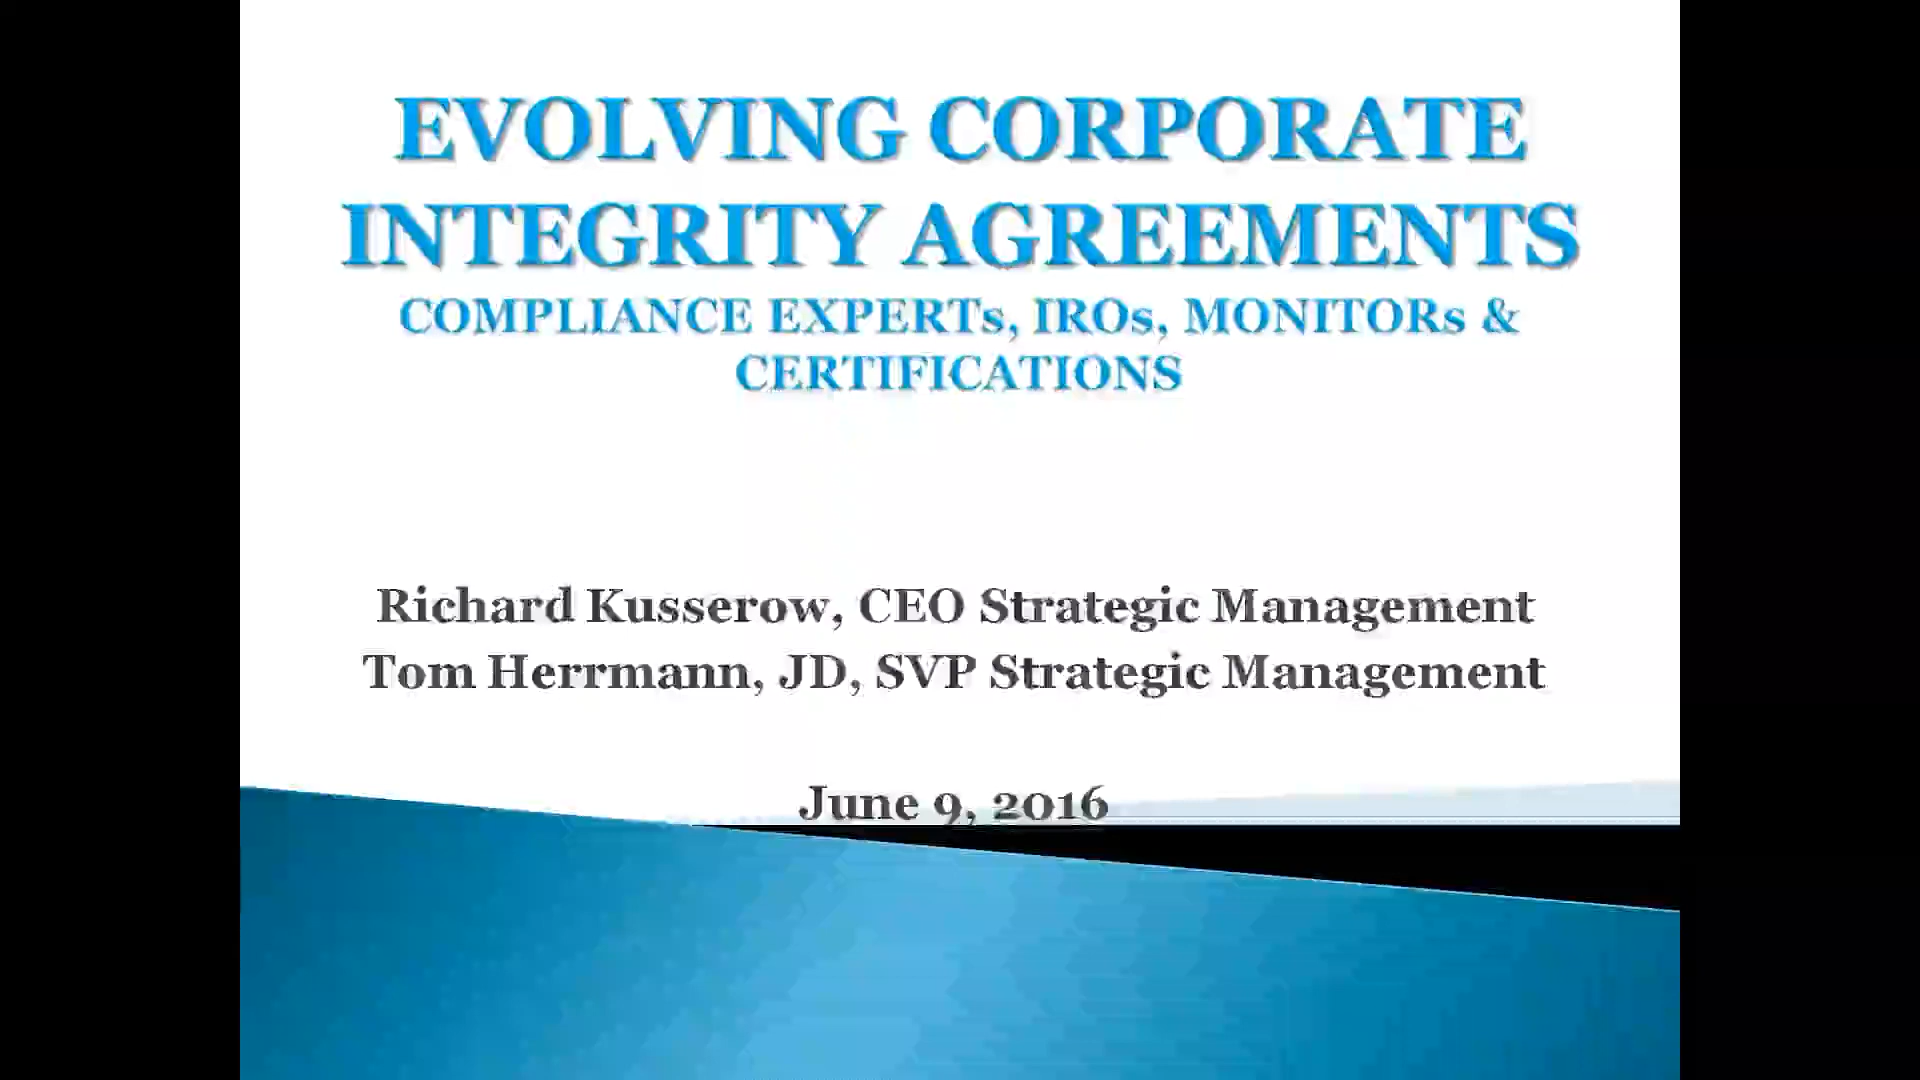 EVOLVING CORPORATE
INTEGRITY AGREEMENTS
COMPLIANCE EXPERTs, IROs, MONITORs &
CERTIFICATIONS
Richard Kusserow, CEO Strategic Management
Tom Herrmann, JD, SVP Strategic Management
June 9, 2016